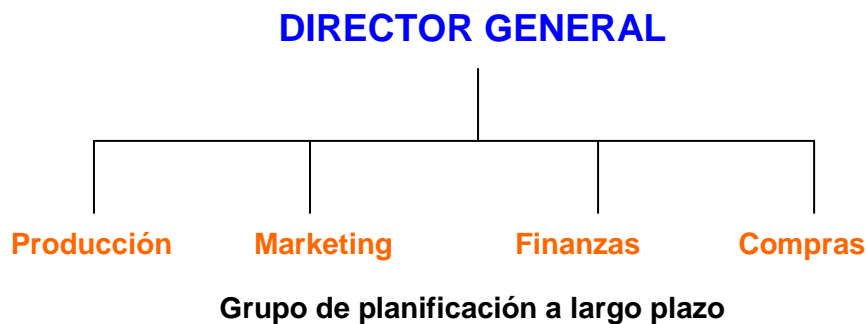 DIRECTOR GENERAL
Producción Marketing Finanzas Compras
Grupo de planificación a largo plazo